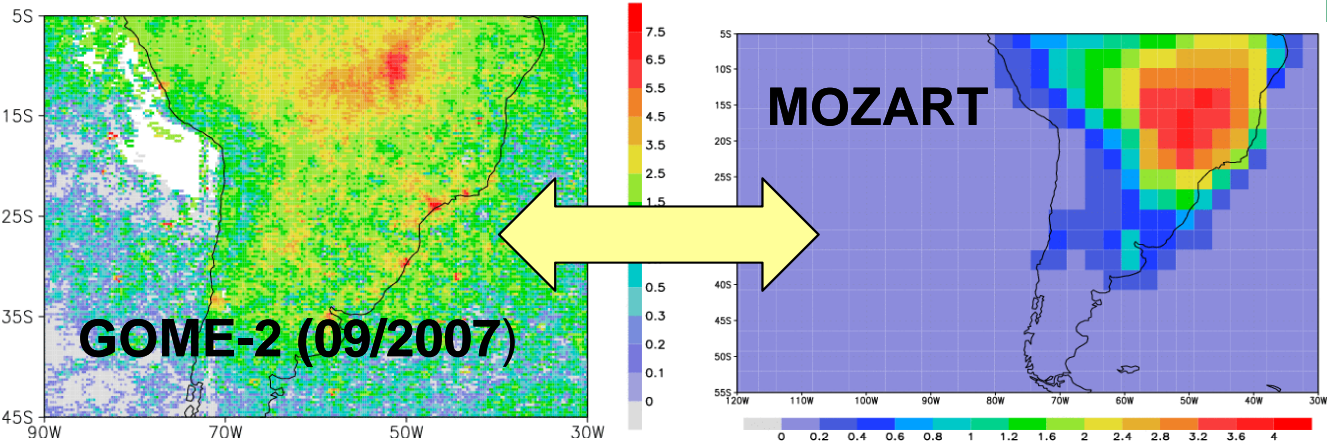 5S
15S
25S
35S
45S
90W 70W 50W 30W
GOME-2 (09/2007)
7.5
6.5
5.5
4.5
3.5
2.5
1.5
0.5
0.3
0.2
0.1
0
MOZART
5S
10S
15S
20S
25S
40S
45S
50S
55S
120W 110W 100W 90W 80W 70W 60W 50W 40W 30W
0 0.2 0.4 0.6 0.8 1 1.2 1.6 2 2.4 2.8 3.2 3.6 4